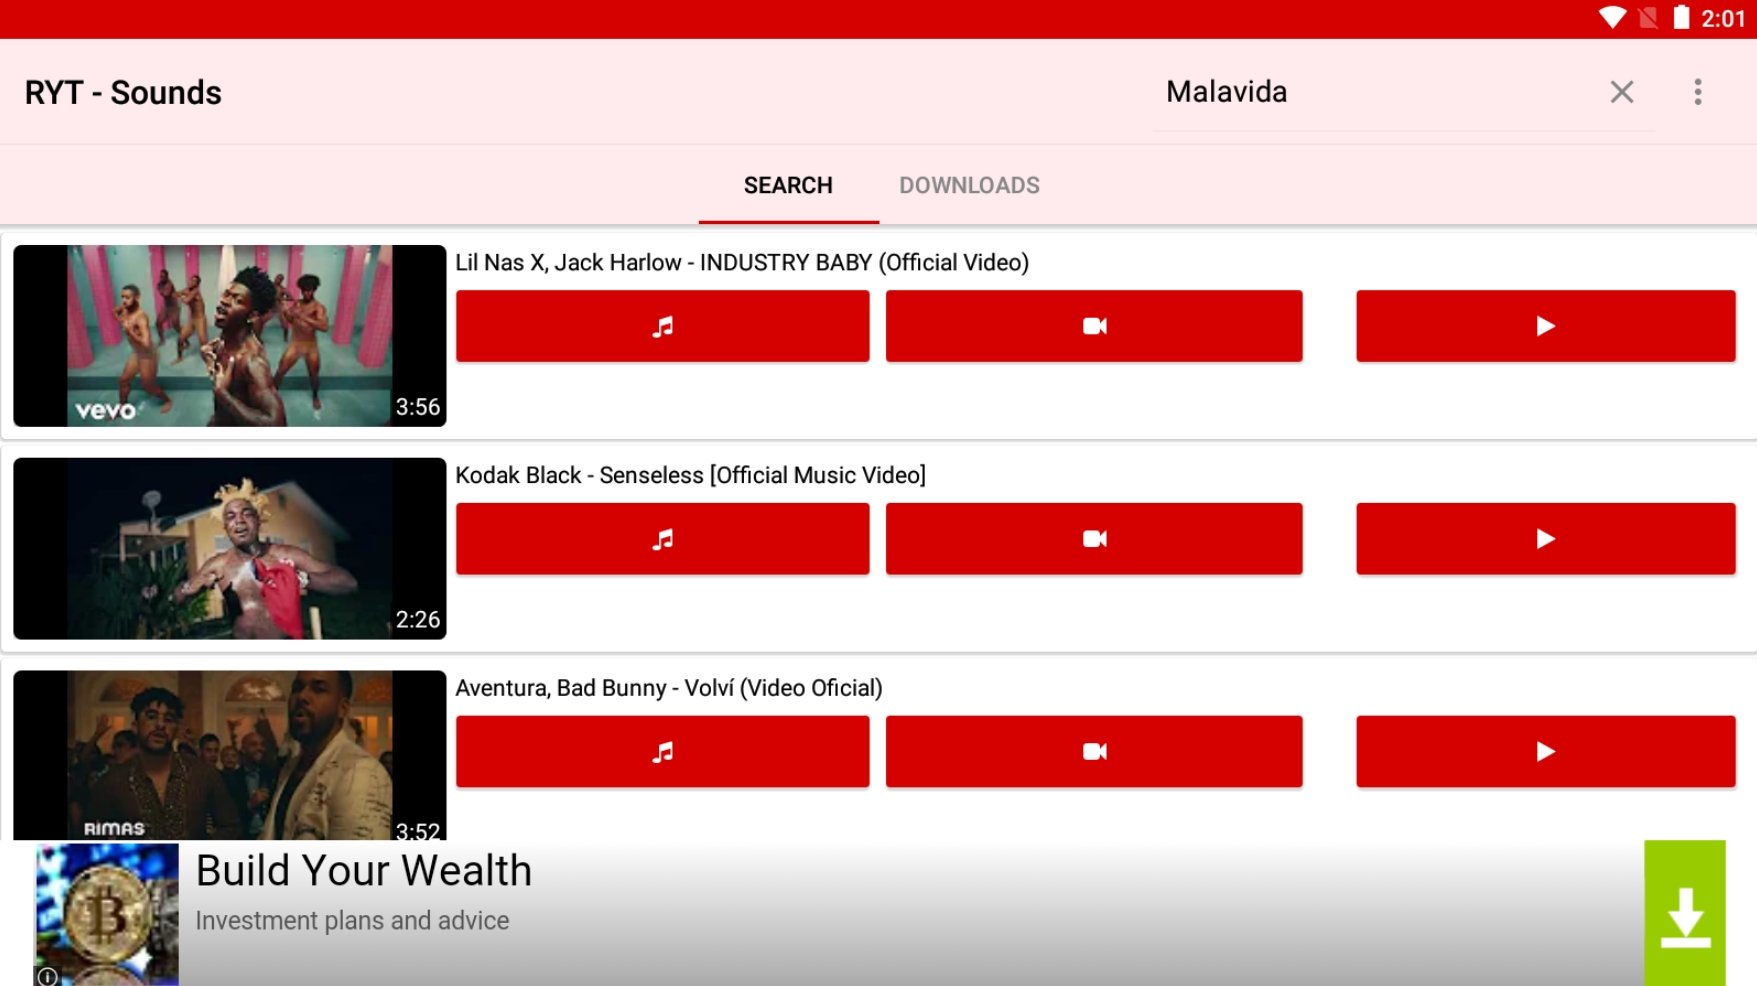 2:01
RYT - Sounds
Malavida
SEARCH
DOWNLOADS
Lil Nas X, Jack Harlow - INDUSTRY BABY (Official Video)
vevo
3:56
Kodak Black - Senseless [Official Music Video]
2:26
Aventura, Bad Bunny - Volví (Video Oficial)
RIMAS
3:52
Build Your Wealth
Investment plans and advice